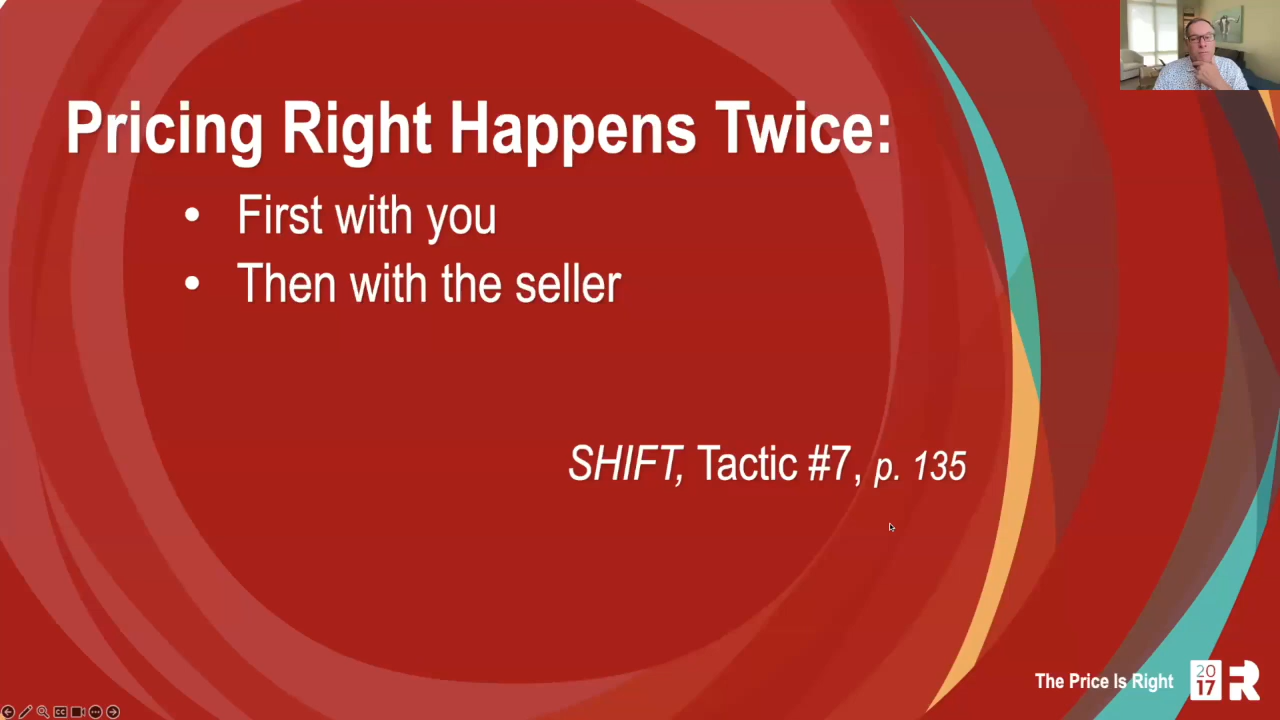 Pricing Right Happens Twice:
• First with you
• Then with the seller
SHIFT, Tactic #7, p. 135
The Price Is Right
20
17
R
CC